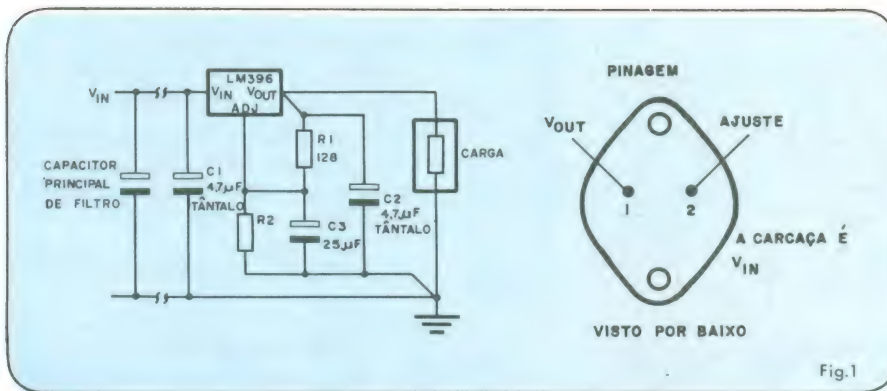 LM396
VIN
VIN VOUT
ADJ
CAPACITOR
PRINCIPAL
DE FILTRO
C1
4,7µF
TÂNTALO
R1
128
R2
C3
25µF
C2
4,7µF
TÂNTALO
CARGA
PINAGEM
VOUT
AJUSTE
1
2
A CARCAÇA É
VIN
VISTO POR BAIXO
Fig.1